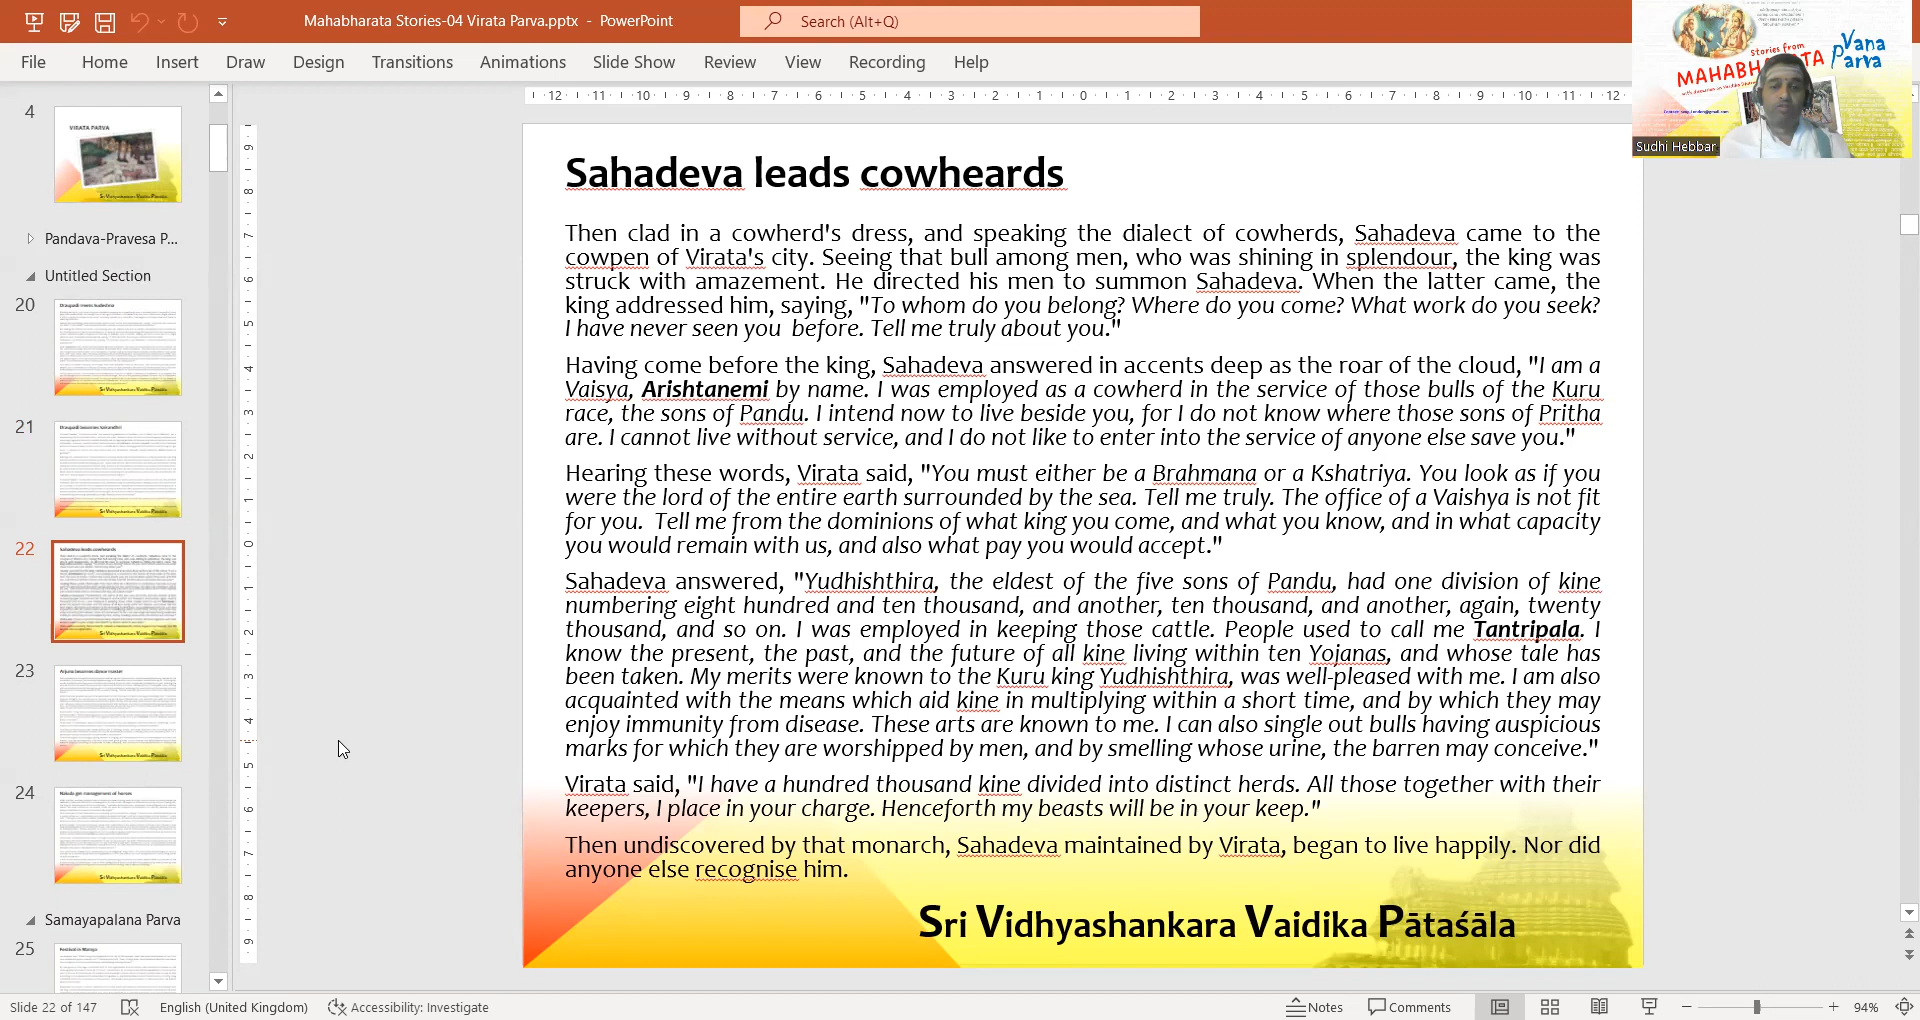 Mahabharata Stories-04 Virata Parva.pptx - PowerPoint
Search (Alt+Q)
File Home Insert Draw Design Transitions Animations Slide Show Review View Recording Help
Stories from
MAHABHARATA
Vana
Parva
Sudhi Hebbar
4
VIRATA PARVA
Pandava-Pravesa P...
Untitled Section
20
21
22
23
24
Samayapalana Parva
25
Sahadeva leads cowheards
Then clad in a cowherd's dress, and speaking the dialect of cowherds, Sahadeva came to the
cowpen of Virata's city. Seeing that bull among men, who was shining in splendour, the king was
struck with amazement. He directed his men to summon Sahadeva. When the latter came, the
king addressed him, saying, "To whom do you belong? Where do you come? What work do you seek?
I have never seen you before. Tell me truly about you."
Having come before the king, Sahadeva answered in accents deep as the roar of the cloud, "I am a
Vaisya, Arishtanemi by name. I was employed as a cowherd in the service of those bulls of the Kuru
race, the sons of Pandu. I intend now to live beside you, for I do not know where those sons of Pritha
are. I cannot live without service, and I do not like to enter into the service of anyone else save you."
Hearing these words, Virata said, "You must either be a Brahmana or a Kshatriya. You look as if you
were the lord of the entire earth surrounded by the sea. Tell me truly. The office of a Vaishya is not fit
for you. Tell me from the dominions of what king you come, and what you know, and in what capacity
you would remain with us, and also what pay you would accept."
Sahadeva answered, "Yudhishthira, the eldest of the five sons of Pandu, had one division of kine
numbering eight hundred and ten thousand, and another, ten thousand, and another, again, twenty
thousand, and so on. I was employed in keeping those cattle. People used to call me Tantripala. I
know the present, the past, and the future of all kine living within ten Yojanas, and whose tale has
been taken. My merits were known to the Kuru king Yudhishthira, was well-pleased with me. I am also
acquainted with the means which aid kine in multiplying within a short time, and by which they may
enjoy immunity from disease. These arts are known to me. I can also single out bulls having auspicious
marks for which they are worshipped by men, and by smelling whose urine, the barren may conceive."
Virata said, "I have a hundred thousand kine divided into distinct herds. All those together with their
keepers, I place in your charge. Henceforth my beasts will be in your keep."
Then undiscovered by that monarch, Sahadeva maintained by Virata, began to live happily. Nor did
anyone else recognise him.
Sri Vidhyashankara Vaidika Pātaśāla
Slide 22 of 147 English (United Kingdom) Accessibility: Investigate Notes Comments 94%